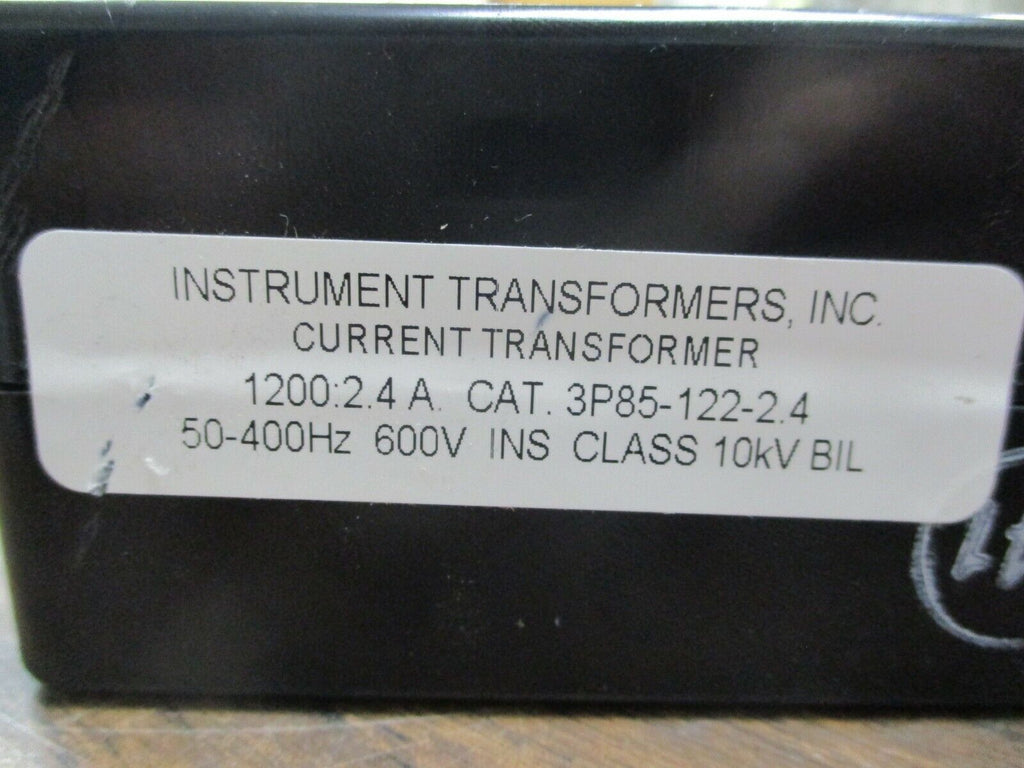 INSTRUMENT TRANSFORMERS, INC.
CURRENT TRANSFORMER
1200:2.4 A. CAT. 3P85-122-2.4
50-400Hz 600V INS CLASS 10kV BIL